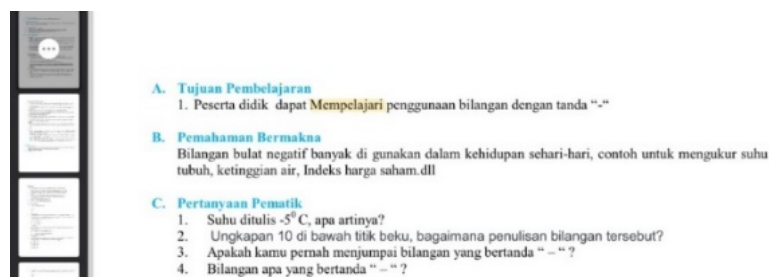 A. Tujuan Pembelajaran
1. Peserta didik dapat Mempelajari penggunaan bilangan dengan tanda “-“
B. Pemahaman Bermakna
Bilangan bulat negatif banyak di gunakan dalam kehidupan sehari-hari, contoh untuk mengukur suhu
tubuh, ketinggian air, Indeks harga saham.dll
C. Pertanyaan Pematik
1. Suhu ditulis -5⁰ C, apa artinya?
2. Ungkapan 10 di bawah titik beku, bagaimana penulisan bilangan tersebut?
3. Apakah kamu pernah menjumpai bilangan yang bertanda “ – “ ?
4. Bilangan apa yang bertanda “ – “ ?